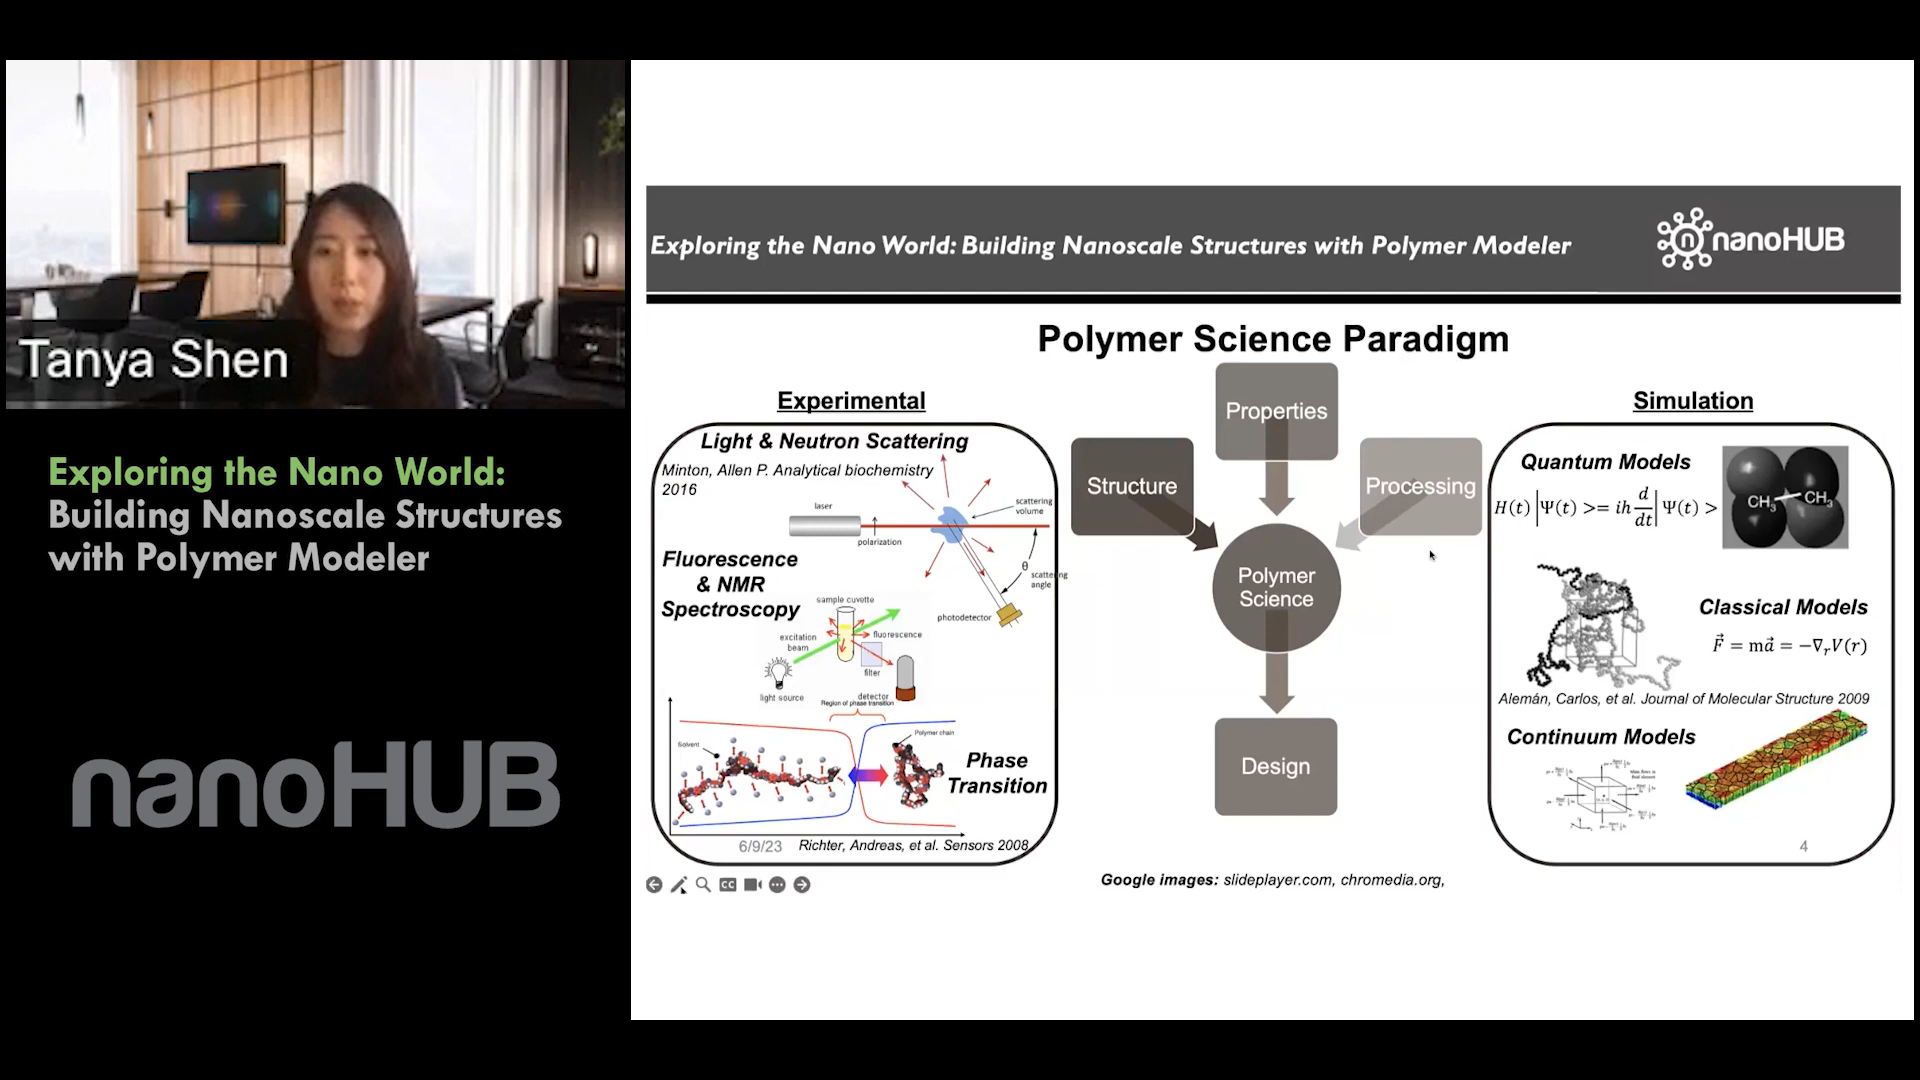 Tanya Shen
Exploring the Nano World:
Building Nanoscale Structures
with Polymer Modeler
nanoHUB
Exploring the Nano World: Building Nanoscale Structures with Polymer Modeler
n
nanoHUB
Polymer Science Paradigm
Experimental
Light & Neutron Scattering
Minton, Allen P. Analytical biochemistry
2016
laser
polarization
scattering
volume
θ
scattering
angle
photodetector
Fluorescence
& NMR
Spectroscopy
sample cuvette
excitation
beam
fluorescence
filter
light source
detector
Region of phase transition
Solvent
Polymer chain
Phase
Transition
6/9/23
Richter, Andreas, et al. Sensors 2008
Properties
Structure
Processing
Polymer
Science
Design
Simulation
Quantum Models
H(t) |Ψ(t) >= ih d/dt | Ψ(t) >
CH3
CH3
Classical Models
F⃗ = ma⃗ = −∇rV(r)
Alemán, Carlos, et al. Journal of Molecular Structure 2009
Continuum Models
4
CC
Google images: slideplayer.com, chromedia.org,